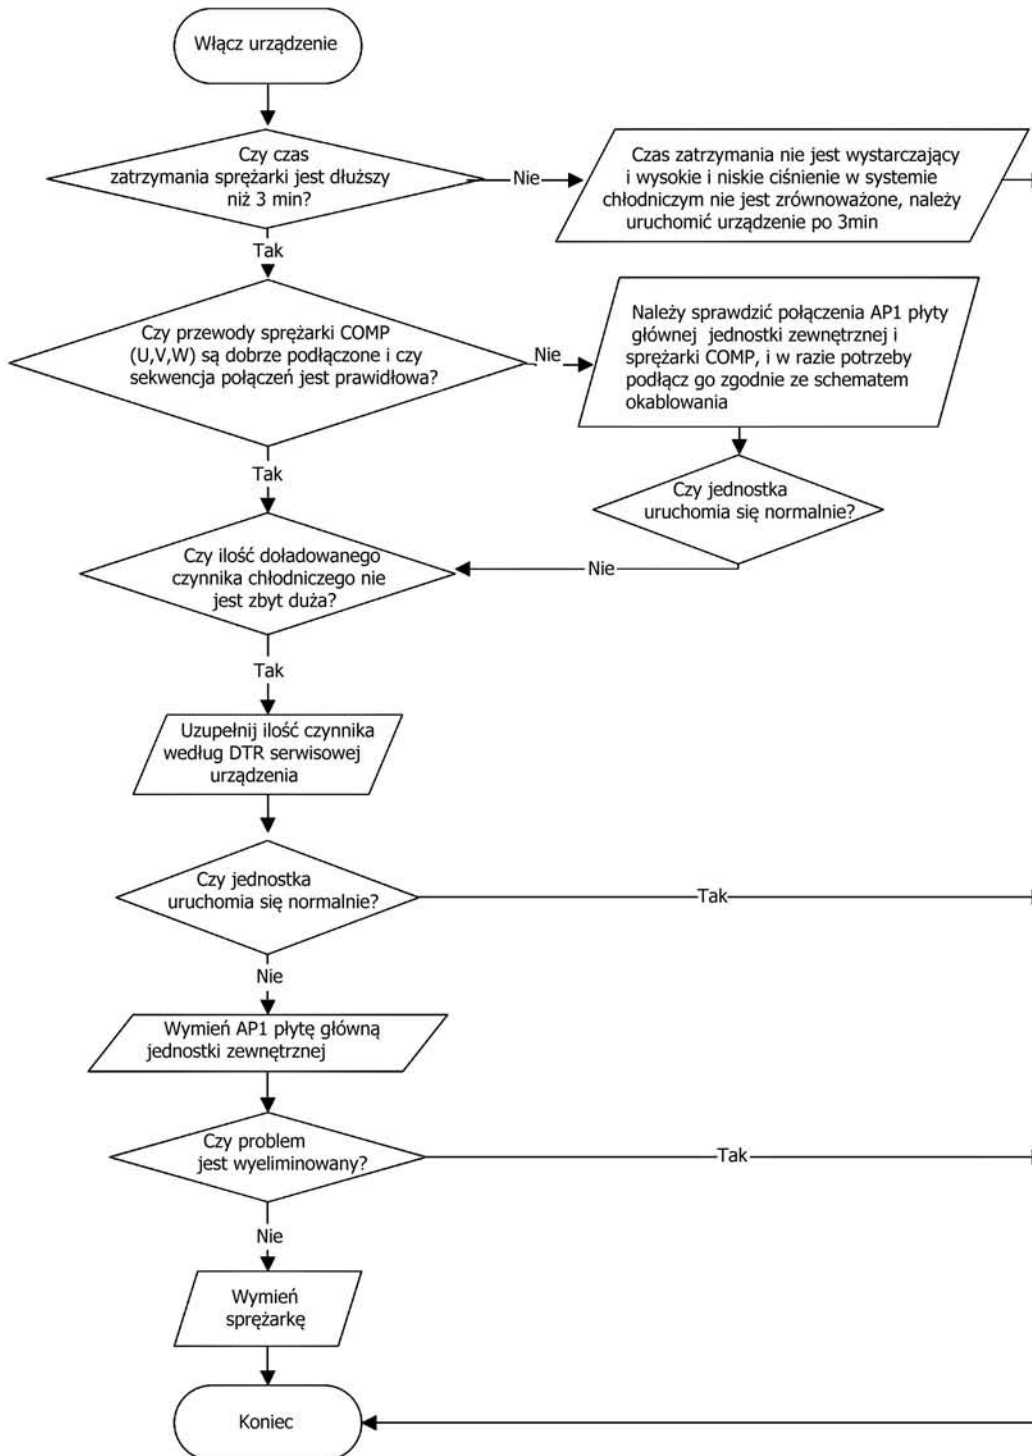 Włącz urządzenie
Czy czas
zatrzymania sprężarki jest dłuższy
niż 3 min?
Nie
Czas zatrzymania nie jest wystarczający
i wysokie i niskie ciśnienie w systemie
chłodniczym nie jest zrównoważone, należy
uruchomić urządzenie po 3min
Tak
Czy przewody sprężarki COMP
(U,V,W) są dobrze podłączone i czy
sekwencja połączeń jest prawidłowa?
Nie
Należy sprawdzić połączenia AP1 płyty
głównej jednostki zewnętrznej i
sprężarki COMP, i w razie potrzeby
podłącz go zgodnie ze schematem
okablowania
Tak
Czy jednostka
uruchomia się normalnie?
Nie
Czy ilość doładowanego
czynnika chłodniczego nie
jest zbyt duża?
Tak
Uzupełnij ilość czynnika
według DTR serwisowej
urządzenia
Czy jednostka
uruchomia się normalnie?
Tak
Nie
Wymień AP1 płytę główną
jednostki zewnętrznej
Czy problem
jest wyeliminowany?
Tak
Nie
Wymień
sprężarkę
Koniec